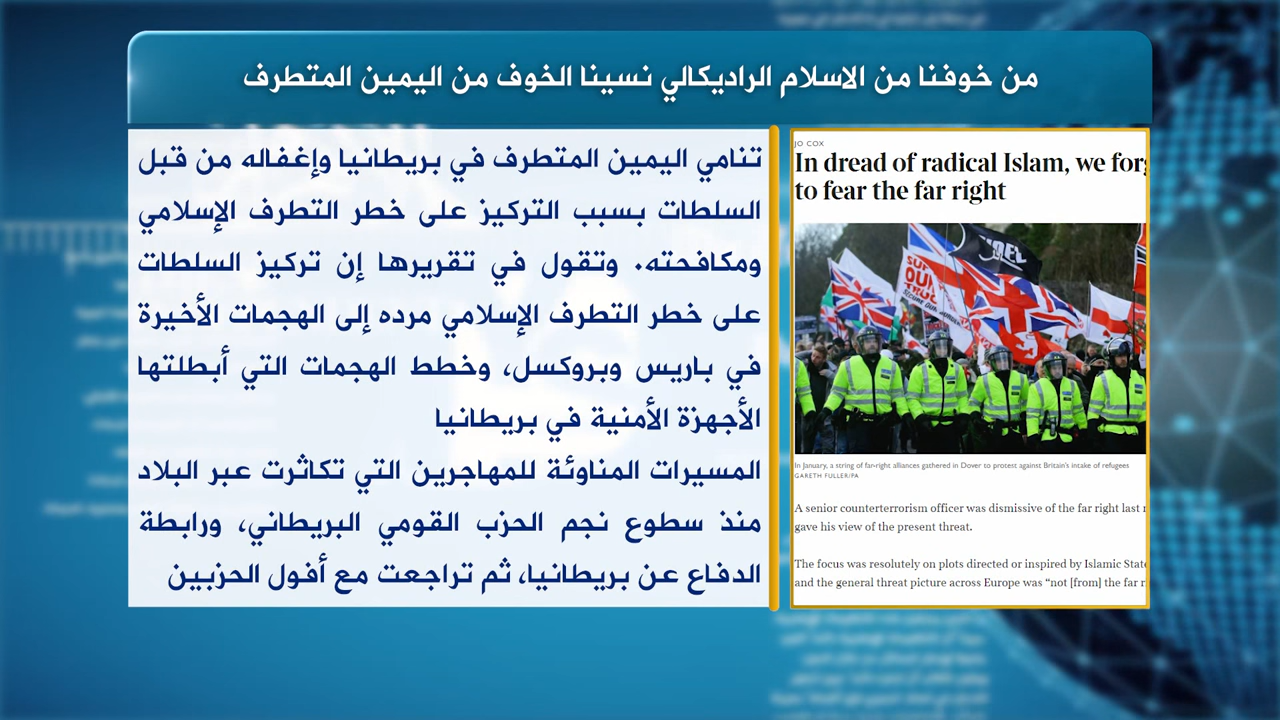 من خوفنا من الاسلام الراديكالي نسينا الخوف من اليمين المتطرف
تنامي اليمين المتطرف في بريطانيا وإغفاله من قبل
السلطات بسبب التركيز على خطر التطرف الإسلامي
ومكافحته. وتقول في تقريرها إن تركيز السلطات
على خطر التطرف الإسلامي مرده إلى الهجمات الأخيرة
في باريس وبروكسل، وخطط الهجمات التي أبطلتها
الأجهزة الأمنية في بريطانيا
المسيرات المناوئة للمهاجرين التي تكاثرت عبر البلاد
منذ سطوع نجم الحزب القومي البريطاني، ورابطة
الدفاع عن بريطانيا، ثم تراجعت مع أفول الحزبين
JO COX
In dread of radical Islam, we forg
to fear the far right
OUR
In January, a string of far-right alliances gathered in Dover to protest against Britain's intake of refugees
GARETH FULLER/PA
A senior counterterrorism officer was dismissive of the far right last
gave his view of the present threat.
The focus was resolutely on plots directed or inspired by Islamic State
and the general threat picture across Europe was "not [from] the far r